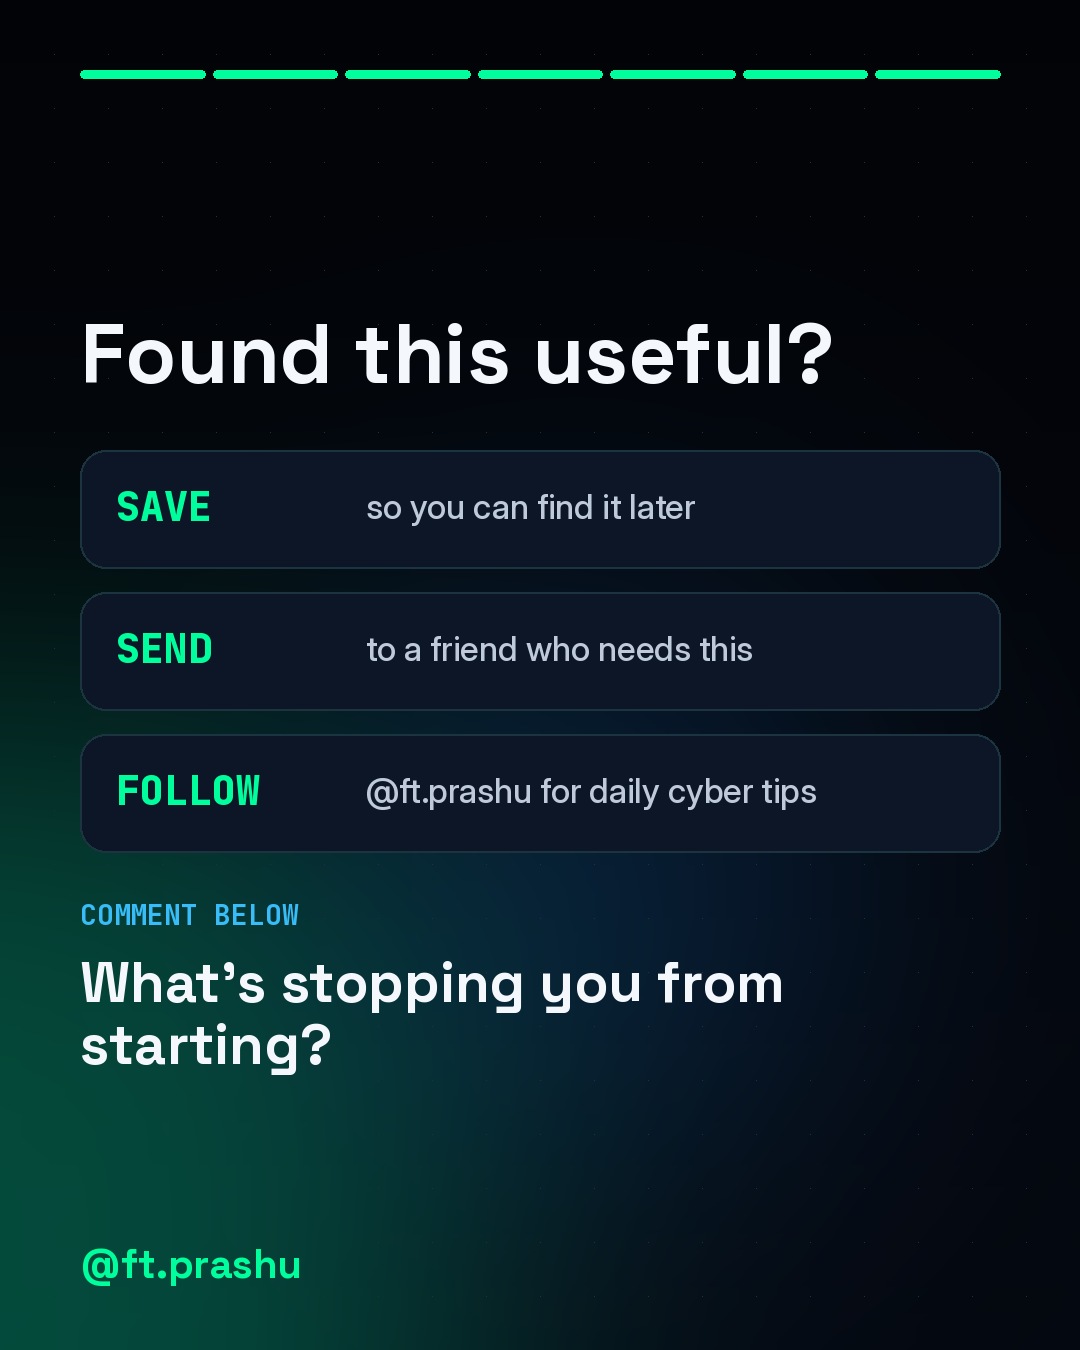 Found this useful?
SAVE so you can find it later
SEND to a friend who needs this
FOLLOW @ft.prashu for daily cyber tips
COMMENT BELOW
What’s stopping you from
starting?
@ft.prashu